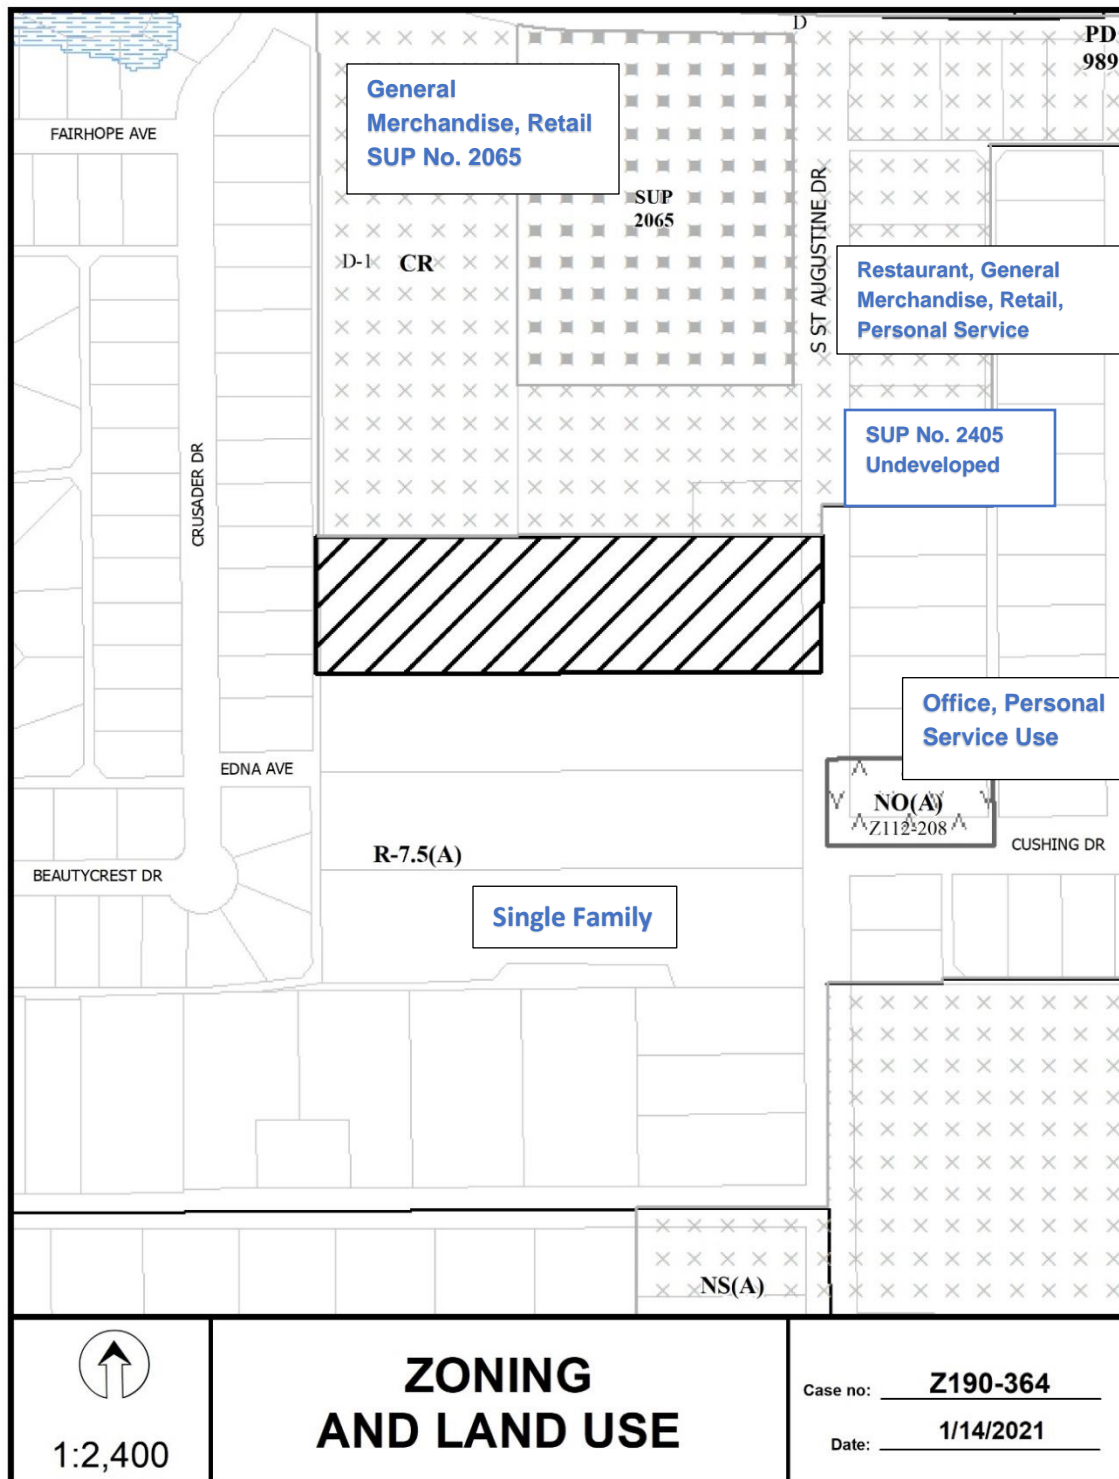 D
PD
989
General
Merchandise, Retail
SUP No. 2065
FAIRHOPE AVE
SUP
2065
S ST AUGUSTINE DR
D-1 CR
Restaurant, General
Merchandise, Retail,
Personal Service
SUP No. 2405
Undeveloped
CRUSADER DR
Office, Personal
Service Use
EDNA AVE
NO(A)
Z112-208
CUSHING DR
R-7.5(A)
BEAUTYCREST DR
Single Family
NS(A)
1:2,400
ZONING
AND LAND USE
Case no: Z190-364
Date: 1/14/2021